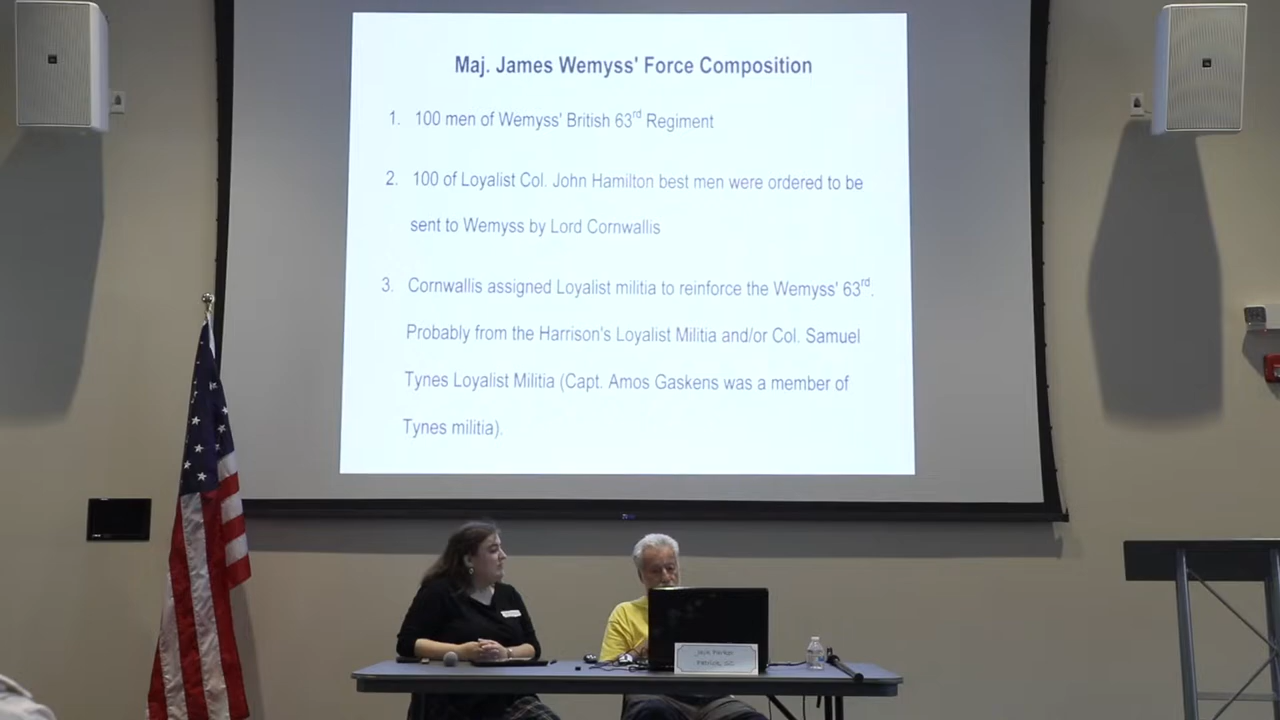 Maj. James Wemyss' Force Composition
1. 100 men of Wemyss' British 63rd Regiment
2. 100 of Loyalist Col. John Hamilton best men were ordered to be
sent to Wemyss by Lord Cornwallis
3. Cornwallis assigned Loyalist militia to reinforce the Wemyss' 63rd.
Probably from the Harrison's Loyalist Militia and/or Col. Samuel
Tynes Loyalist Militia (Capt. Amos Gaskens was a member of
Tynes militia).
Jack Parker